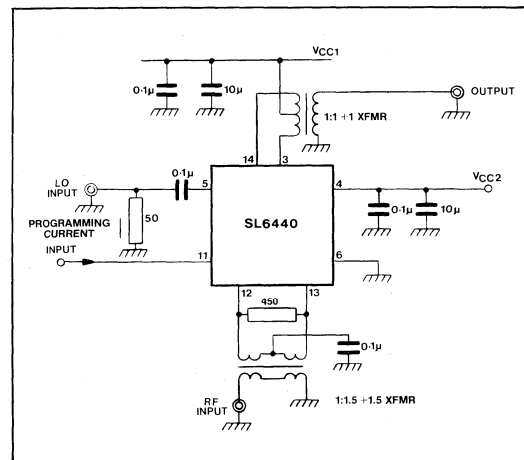 VCC1
0·1µ
10µ
OUTPUT
1:1 +1 XFMR
14
3
LO
INPUT
0·1µ
5
4
VCC2
50
SL6440
0·1µ
10µ
PROGRAMMING
CURRENT
INPUT
11
6
12
13
450
0·1µ
RF
INPUT
1:1.5 +1.5 XFMR